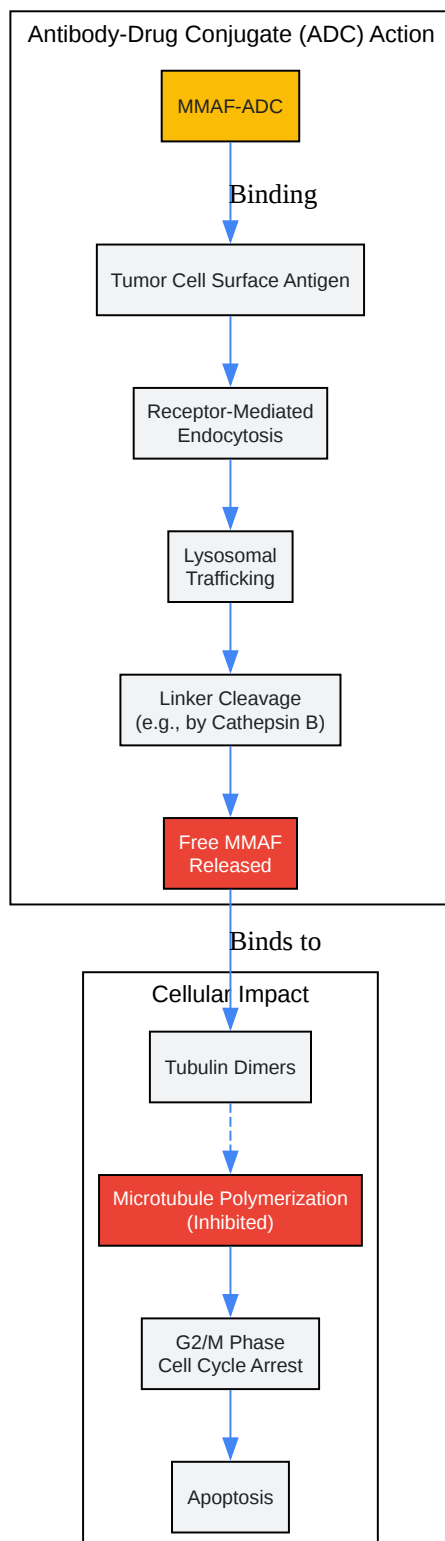 Antibody-Drug Conjugate (ADC) Action
MMAF-ADC
Binding
Tumor Cell Surface Antigen
Receptor-Mediated
Endocytosis
Lysosomal
Trafficking
Linker Cleavage
(e.g., by Cathepsin B)
Free MMAF
Released
Binds to
Cellular Impact
Tubulin Dimers
Microtubule Polymerization
(Inhibited)
G2/M Phase
Cell Cycle Arrest
Apoptosis